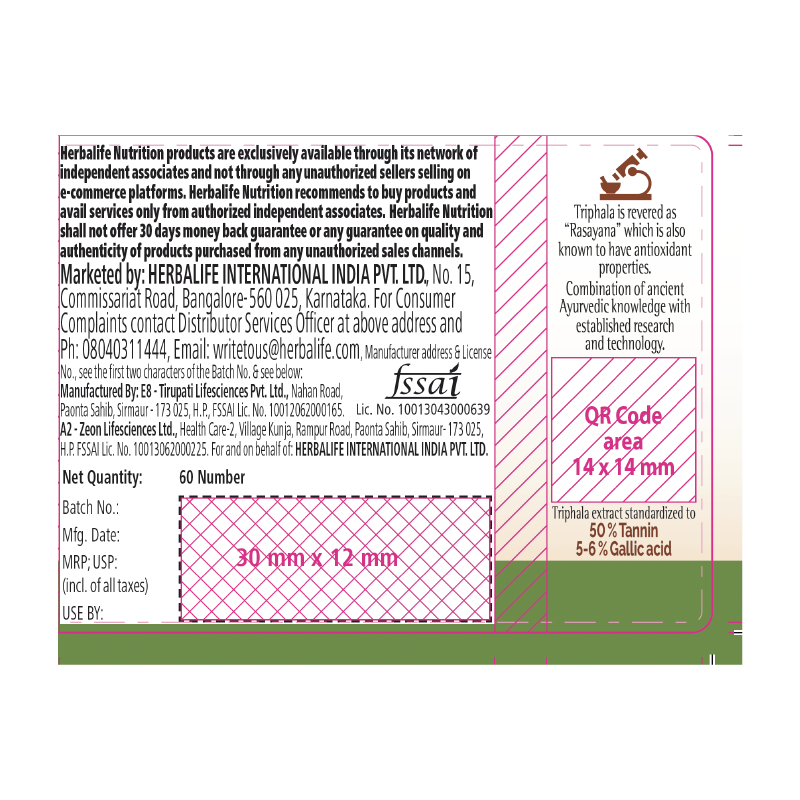 Herbalife Nutrition products are exclusively available through its network of
independent associates and not through any unauthorized sellers selling on
e-commerce platforms. Herbalife Nutrition recommends to buy products and
avail services only from authorized independent associates. Herbalife Nutrition
shall not offer 30 days money back guarantee or any guarantee on quality and
authenticity of products purchased from any unauthorized sales channels.
Marketed by: HERBALIFE INTERNATIONAL INDIA PVT. LTD., No. 15,
Commissariat Road, Bangalore-560 025, Karnataka. For Consumer
Complaints contact Distributor Services Officer at above address and
Ph: 08040311444, Email: writetous@herbalife.com, Manufacturer address & License
No., see the first two characters of the Batch No. & see below:
Manufactured By: E8 - Tirupati Lifesciences Pvt. Ltd., Nahan Road,
Paonta Sahib, Sirmaur - 173 025, H.P., FSSAI Lic. No. 10012062000165.
fssai
Lic. No. 10013043000639
A2 - Zeon Lifesciences Ltd., Health Care-2, Village Kunja, Rampur Road, Paonta Sahib, Sirmaur- 173 025,
H.P. FSSAI Lic. No. 10013062000225. For and on behalf of: HERBALIFE INTERNATIONAL INDIA PVT. LTD.
Net Quantity: 60 Number
Batch No.:
Mfg. Date:
MRP; USP:
(incl. of all taxes)
USE BY:
30 mm x 12 mm
Triphala is revered as
“Rasayana” which is also
known to have antioxidant
properties.
Combination of ancient
Ayurvedic knowledge with
established research
and technology.
QR Code
area
14 x 14 mm
Triphala extract standardized to
50 % Tannin
5-6 % Gallic acid